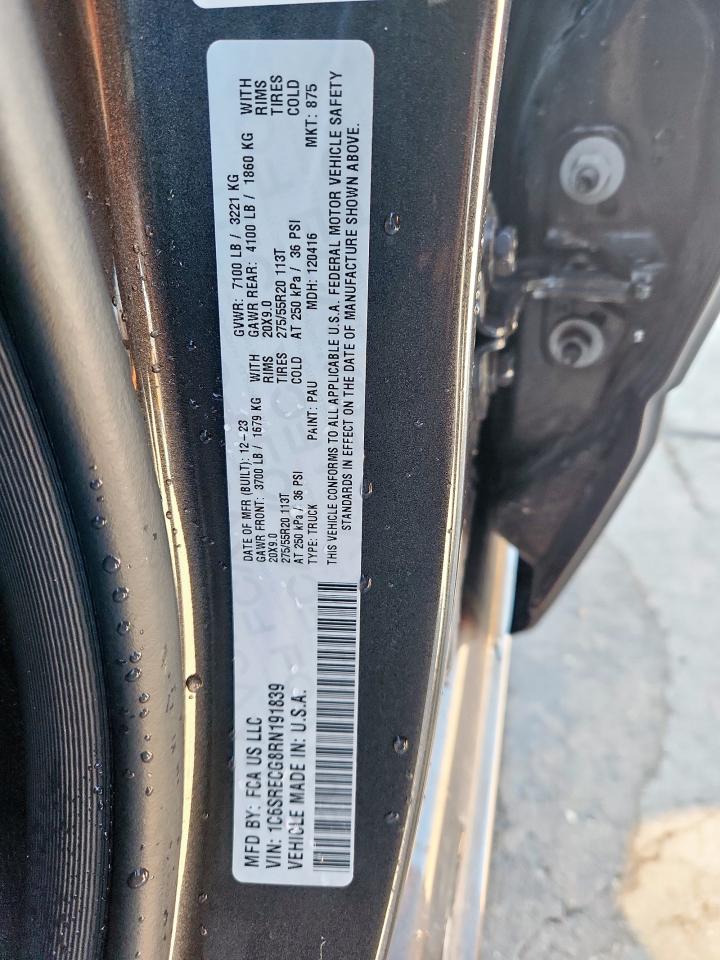 MFD BY: FCA US LLC
VIN: 1C6SRECG8RN191839
VEHICLE MADE IN: U.S.A.
DATE OF MFR (BUILT): 12-23 GVWR: 7100 LB / 3221 KG
GAWR FRONT: 3700 LB / 1679 KG WITH GAWR REAR: 4100 LB / 1860 KG WITH
20X9.0 RIMS 20X9.0 RIMS
275/55R20 113T TIRES 275/55R20 113T TIRES
AT 250 kPa / 36 PSI COLD AT 250 kPa / 36 PSI COLD
TYPE: TRUCK PAINT: PAU MDH: 120416 MKT: 875
THIS VEHICLE CONFORMS TO ALL APPLICABLE U.S.A. FEDERAL MOTOR VEHICLE SAFETY
STANDARDS IN EFFECT ON THE DATE OF MANUFACTURE SHOWN ABOVE.